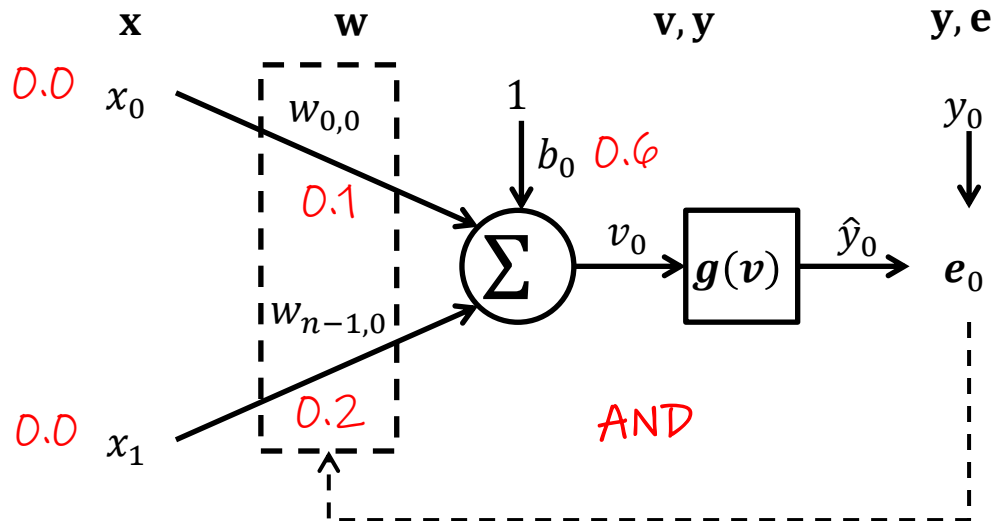 x w v, y y, e
0.0 x₀ w₀,₀ 1 y₀
b₀ 0.6
0.1
Σ v₀ g(v) ŷ₀ e₀
wₙ₋₁,₀
0.2 AND
0.0 x₁